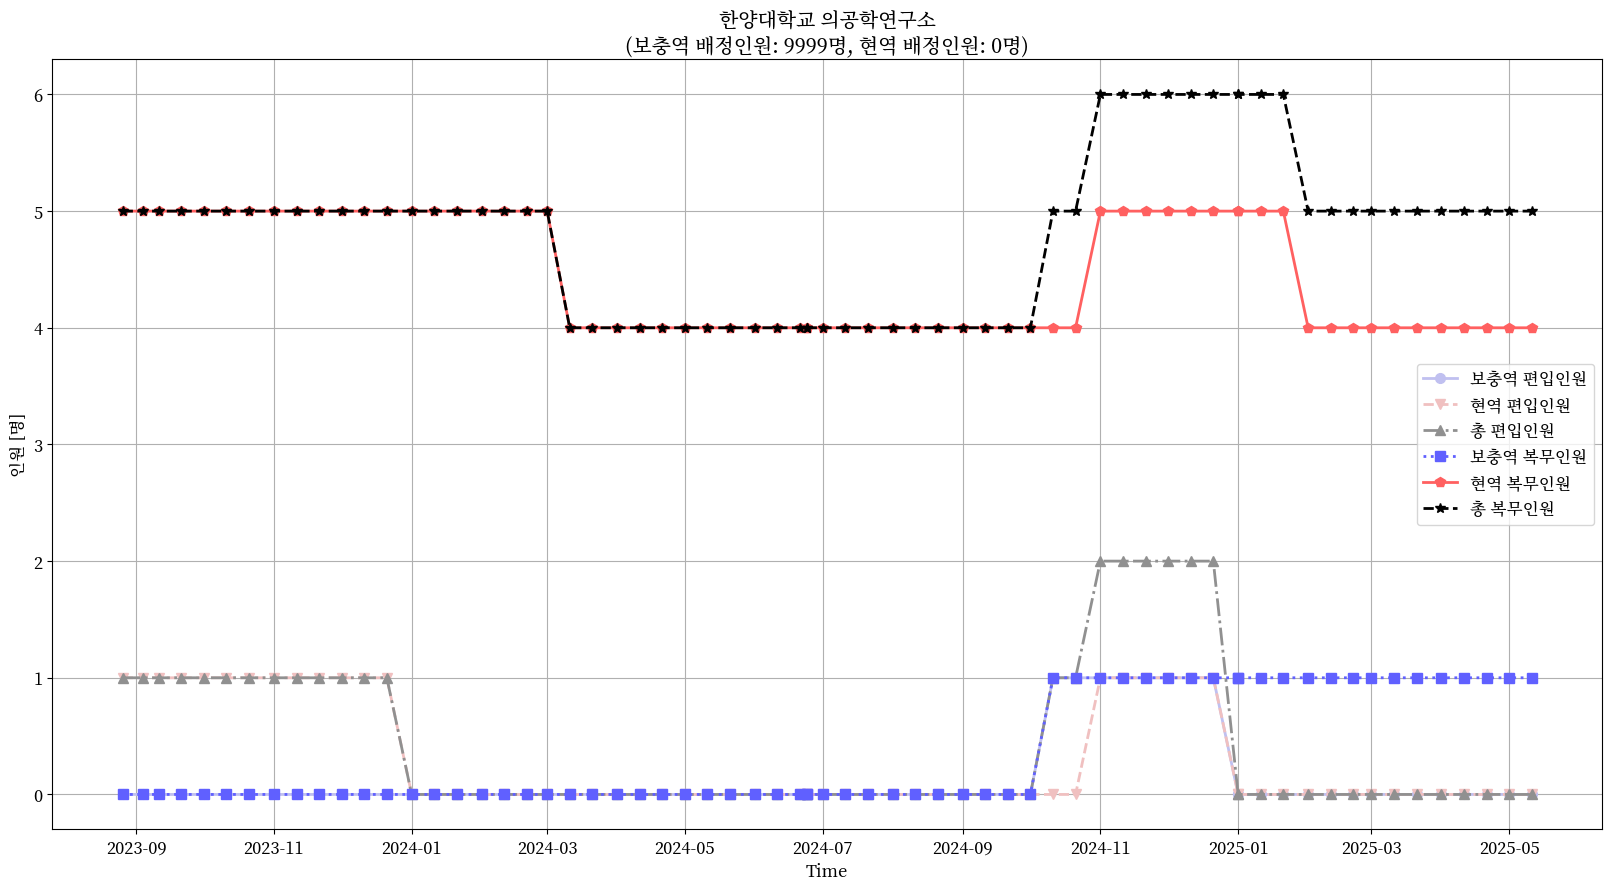 한양대학교 의공학연구소
(보충역 배정인원: 9999명, 현역 배정인원: 0명)
6
5
4
3
2
1
0
인원 [명]
보충역 편입인원
현역 편입인원
총 편입인원
보충역 복무인원
현역 복무인원
총 복무인원
2023-09
2023-11
2024-01
2024-03
2024-05
2024-07
2024-09
2024-11
2025-01
2025-03
2025-05
Time